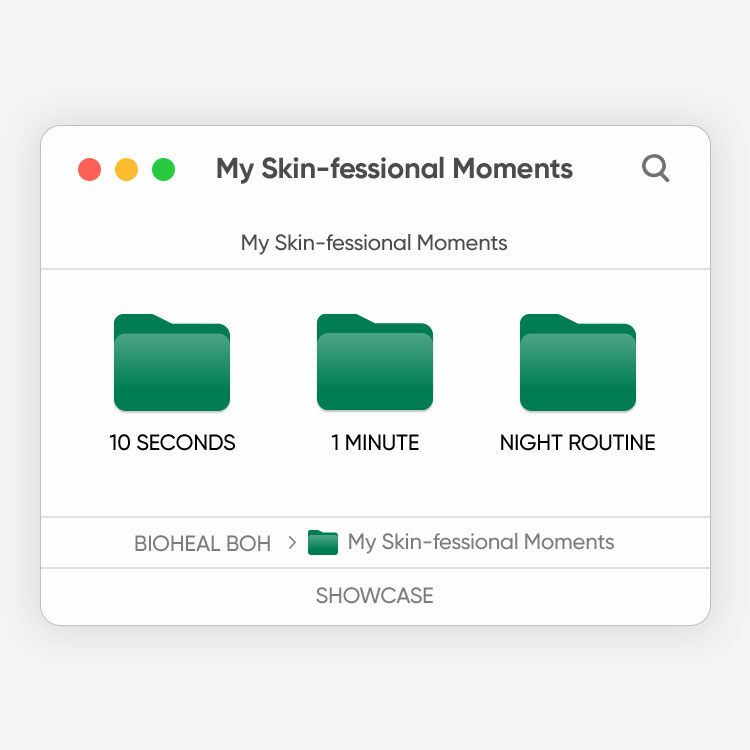 My Skin-fessional Moments
My Skin-fessional Moments
10 SECONDS
1 MINUTE
NIGHT ROUTINE
BIOHEAL BOH > My Skin-fessional Moments
SHOWCASE